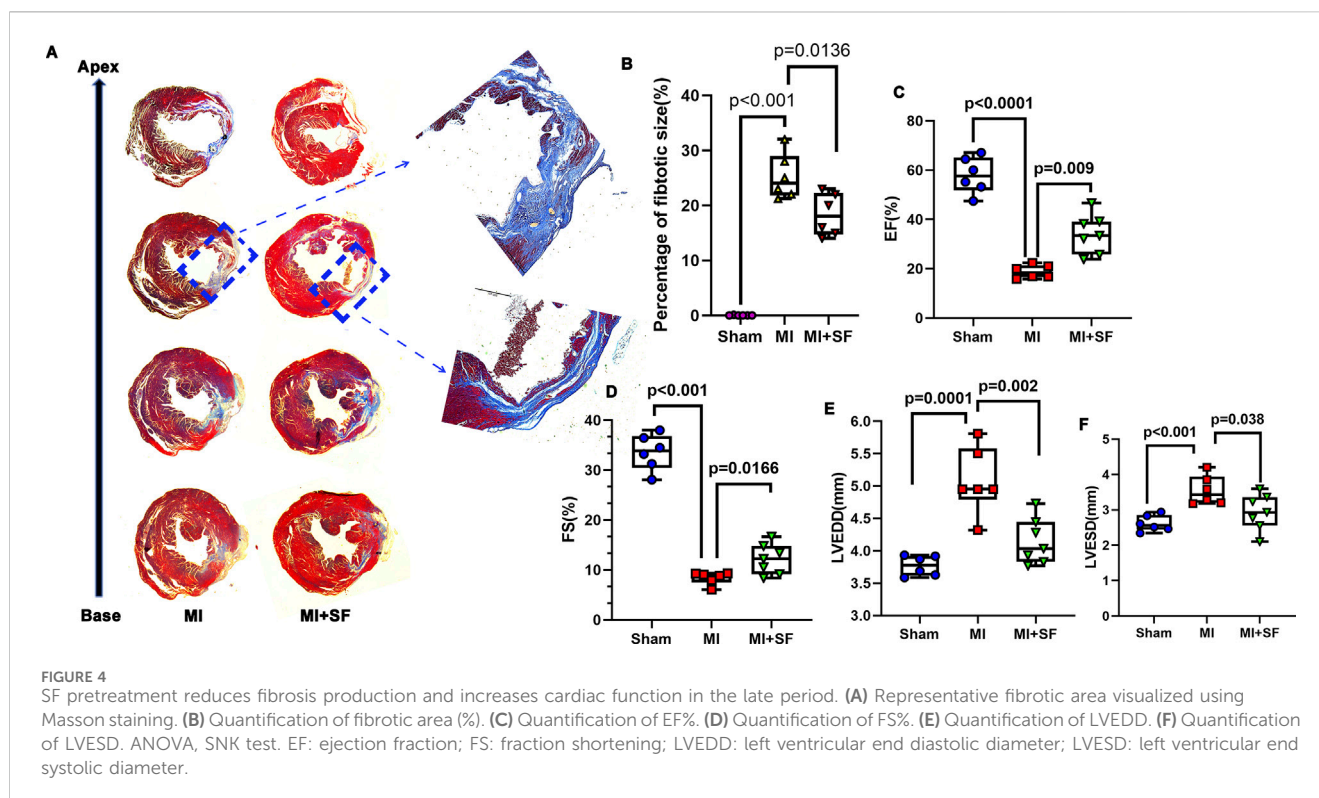 A
Apex
Base
MI
MI+SF
B
p=0.0136
p<0.001
Percentage of fibtotic size(%)
40
30
20
10
0
Sham
MI
MI+SF
C
p<0.0001
p=0.009
EF(%)
80
60
40
20
0
Sham
MI
MI+SF
D
p<0.001
p=0.0166
FS(%)
40
30
20
10
0
Sham
MI
MI+SF
E
p=0.002
p=0.0001
LVEDD(mm)
6.0
5.5
5.0
4.5
4.0
3.5
3.0
Sham
MI
MI+SF
F
p<0.001
p=0.038
LVESD(mm)
5
4
3
2
1
0
Sham
MI
MI+SF
FIGURE 4
SF pretreatment reduces fibrosis production and increases cardiac function in the late period. (A) Representative fibrotic area visualized using
Masson staining. (B) Quantification of fibrotic area (%). (C) Quantification of EF%. (D) Quantification of FS%. (E) Quantification of LVEDD. (F) Quantification
of LVESD. ANOVA, SNK test. EF: ejection fraction; FS: fraction shortening; LVEDD: left ventricular end diastolic diameter; LVESD: left ventricular end
systolic diameter.